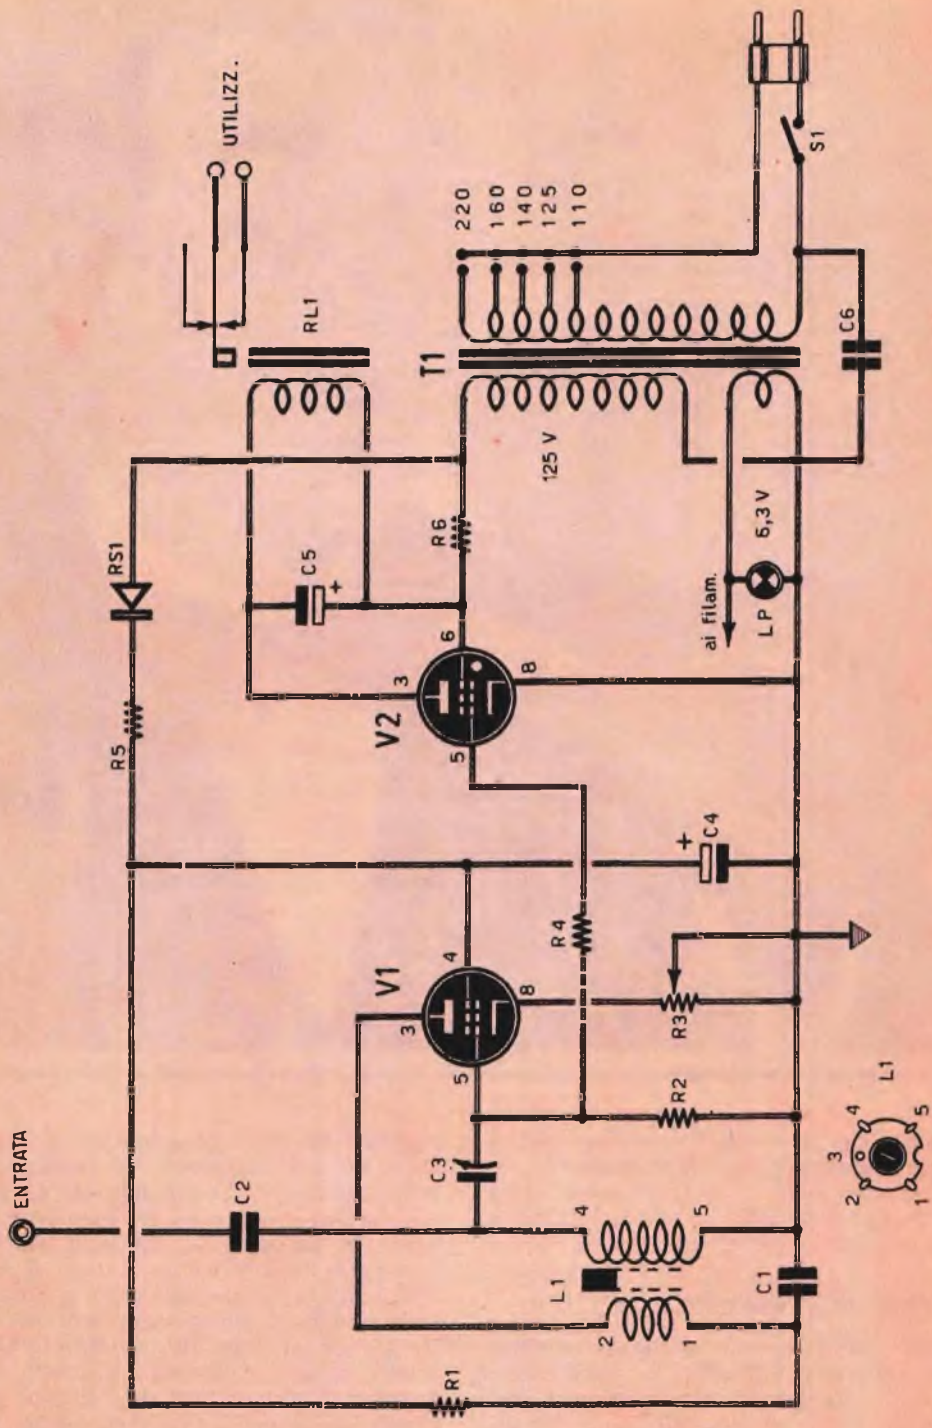 ENTRATA
UTILIZZ.
RL1
RS1
R5
C5
+
R6
T1
220
160
140
125
110
S1
C6
125 V
6,3 V
LP
ai filam.
V2
3
6
5
8
V1
3
4
5
8
R4
+
C4
R3
R2
C3
C2
L1
4
5
2
1
C1
R1
L1
1
2
3
4
5